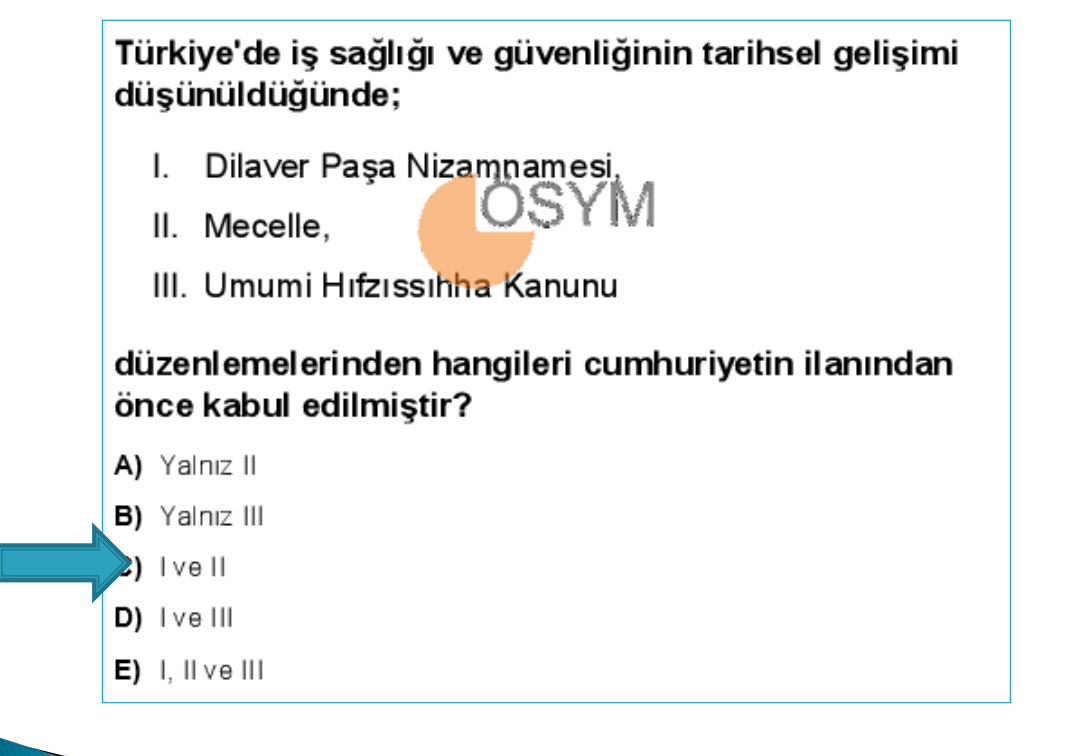 Türkiye'de iş sağlığı ve güvenliğinin tarihsel gelişimi
düşünüldüğünde;
I. Dilaver Paşa Nizamnamesi,
ÖSYM
II. Mecelle,
III. Umumi Hıfzıssıhha Kanunu
düzenlemelerinden hangileri cumhuriyetin ilanından
önce kabul edilmiştir?
A) Yalnız II
B) Yalnız III
C) I ve II
D) I ve III
E) I, II ve III